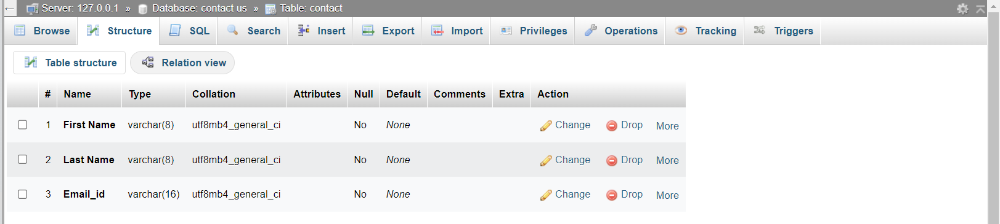 ← Server: 127.0.0.1 » Database: contact us » Table: contact
Browse Structure SQL Search Insert Export Import Privileges Operations Tracking Triggers
Table structure Relation view
# Name Type Collation Attributes Null Default Comments Extra Action
1 First Name varchar(8) utf8mb4_general_ci No None Change Drop More
2 Last Name varchar(8) utf8mb4_general_ci No None Change Drop More
3 Email_id varchar(16) utf8mb4_general_ci No None Change Drop More